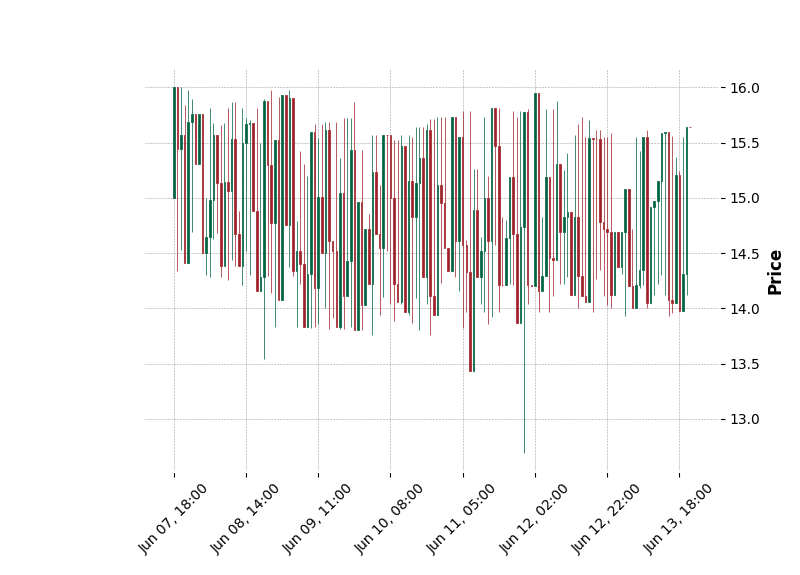 16.0
15.5
15.0
14.5
14.0
13.5
13.0
Price
Jun 07, 18:00
Jun 08, 14:00
Jun 09, 11:00
Jun 10, 08:00
Jun 11, 05:00
Jun 12, 02:00
Jun 12, 22:00
Jun 13, 18:00